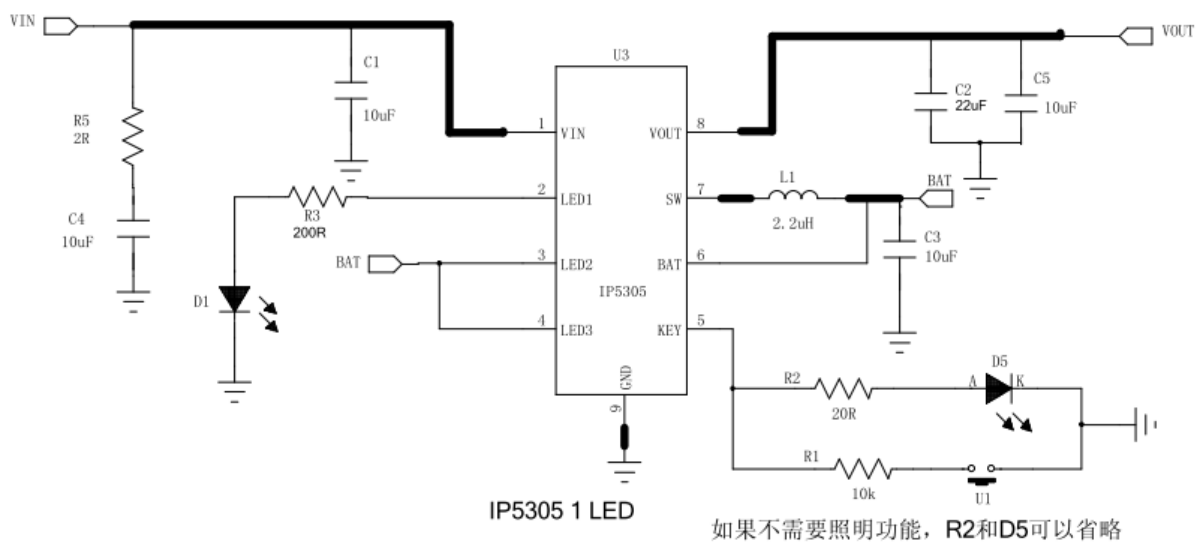 VIN
VOUT
U3
C1
10uF
C2
22uF
C5
10uF
R5
2R
1
VIN
VOUT
8
L1
2.2uH
BAT
2
LED1
SW
7
R3
200R
C4
10uF
C3
10uF
BAT
3
LED2
BAT
6
IP5305
D1
4
LED3
KEY
5
GND
9
R2
20R
A
D5
K
R1
10k
U1
IP5305 1 LED
如果不需要照明功能，R2和D5可以省略